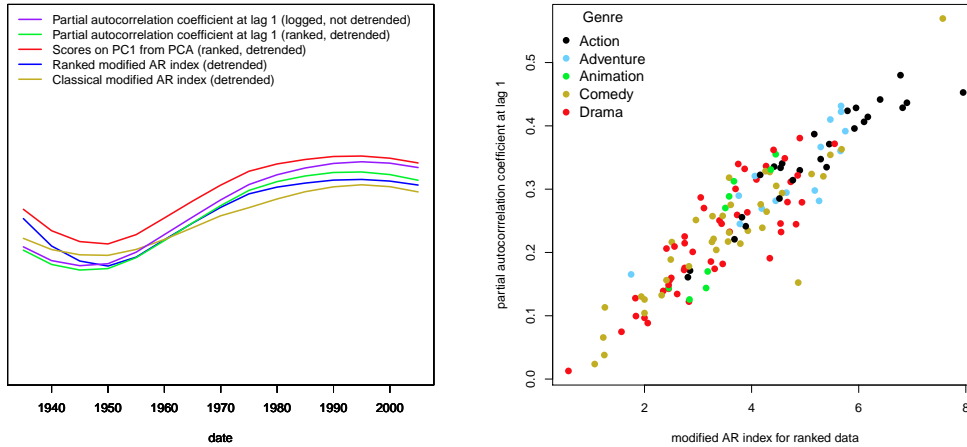 Partial autocorrelation coefficient at lag 1 (logged, not detrended)
Partial autocorrelation coefficient at lag 1 (ranked, detrended)
Scores on PC1 from PCA (ranked, detrended)
Ranked modified AR index (detrended)
Classical modified AR index (detrended)
1940 1950 1960 1970 1980 1990 2000
date
Genre
Action
Adventure
Animation
Comedy
Drama
partial autocorrrelation coefficient at lag 1
0.0 0.1 0.2 0.3 0.4 0.5
2 4 6 8
modified AR index for ranked data